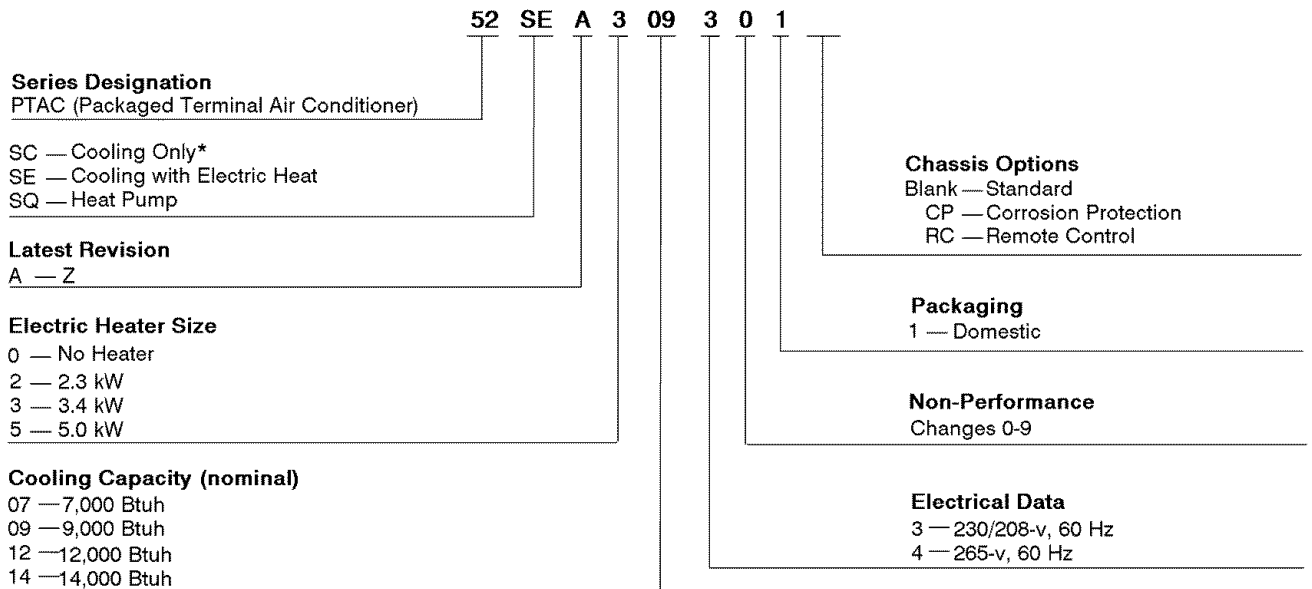 52 SE A 3 09 3 0 1
Series Designation
PTAC (Packaged Terminal Air Conditioner)
SC — Cooling Only*
SE — Cooling with Electric Heat
SQ — Heat Pump
Latest Revision
A — Z
Electric Heater Size
0 — No Heater
2 — 2.3 kW
3 — 3.4 kW
5 — 5.0 kW
Cooling Capacity (nominal)
07 — 7,000 Btuh
09 — 9,000 Btuh
12 — 12,000 Btuh
14 — 14,000 Btuh
Chassis Options
Blank — Standard
CP — Corrosion Protection
RC — Remote Control
Packaging
1 — Domestic
Non-Performance
Changes 0-9
Electrical Data
3 — 230/208-v, 60 Hz
4 — 265-v, 60 Hz